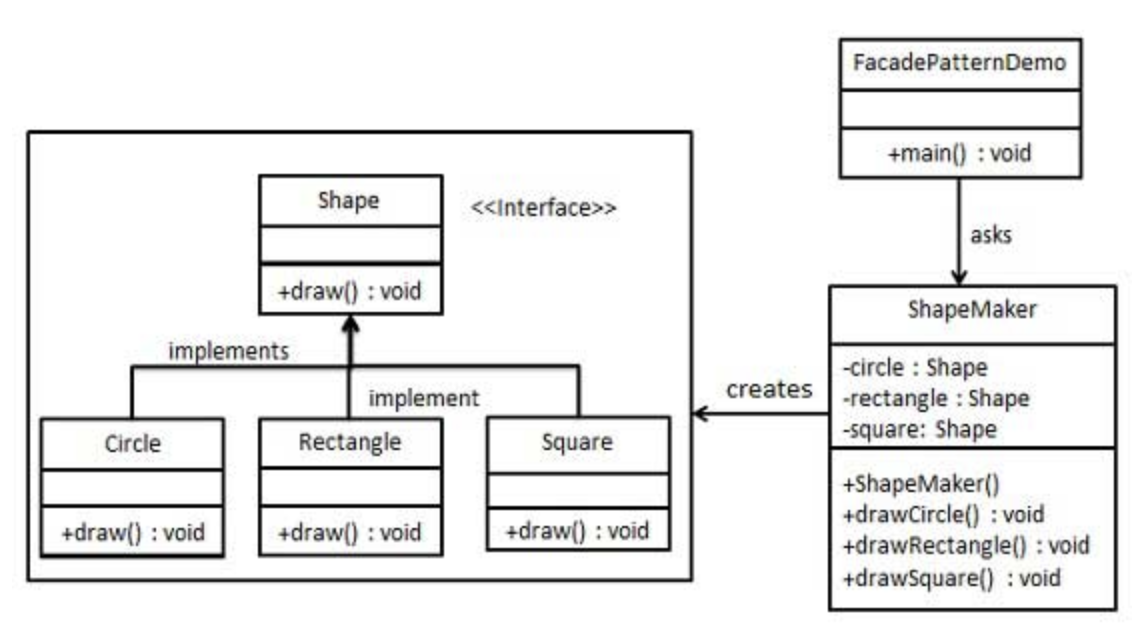 FacadePatternDemo
+main() : void
asks
Shape
<<Interface>>
+draw() : void
implements
implement
Circle
+draw() : void
Rectangle
+draw() : void
Square
+draw() : void
creates
ShapeMaker
-circle : Shape
-rectangle : Shape
-square: Shape
+ShapeMaker()
+drawCircle() : void
+drawRectangle() : void
+drawSquare() : void